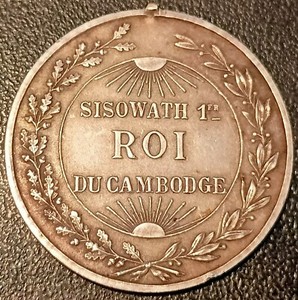 SISOWATH 1ER
ROI
DU CAMBODGE